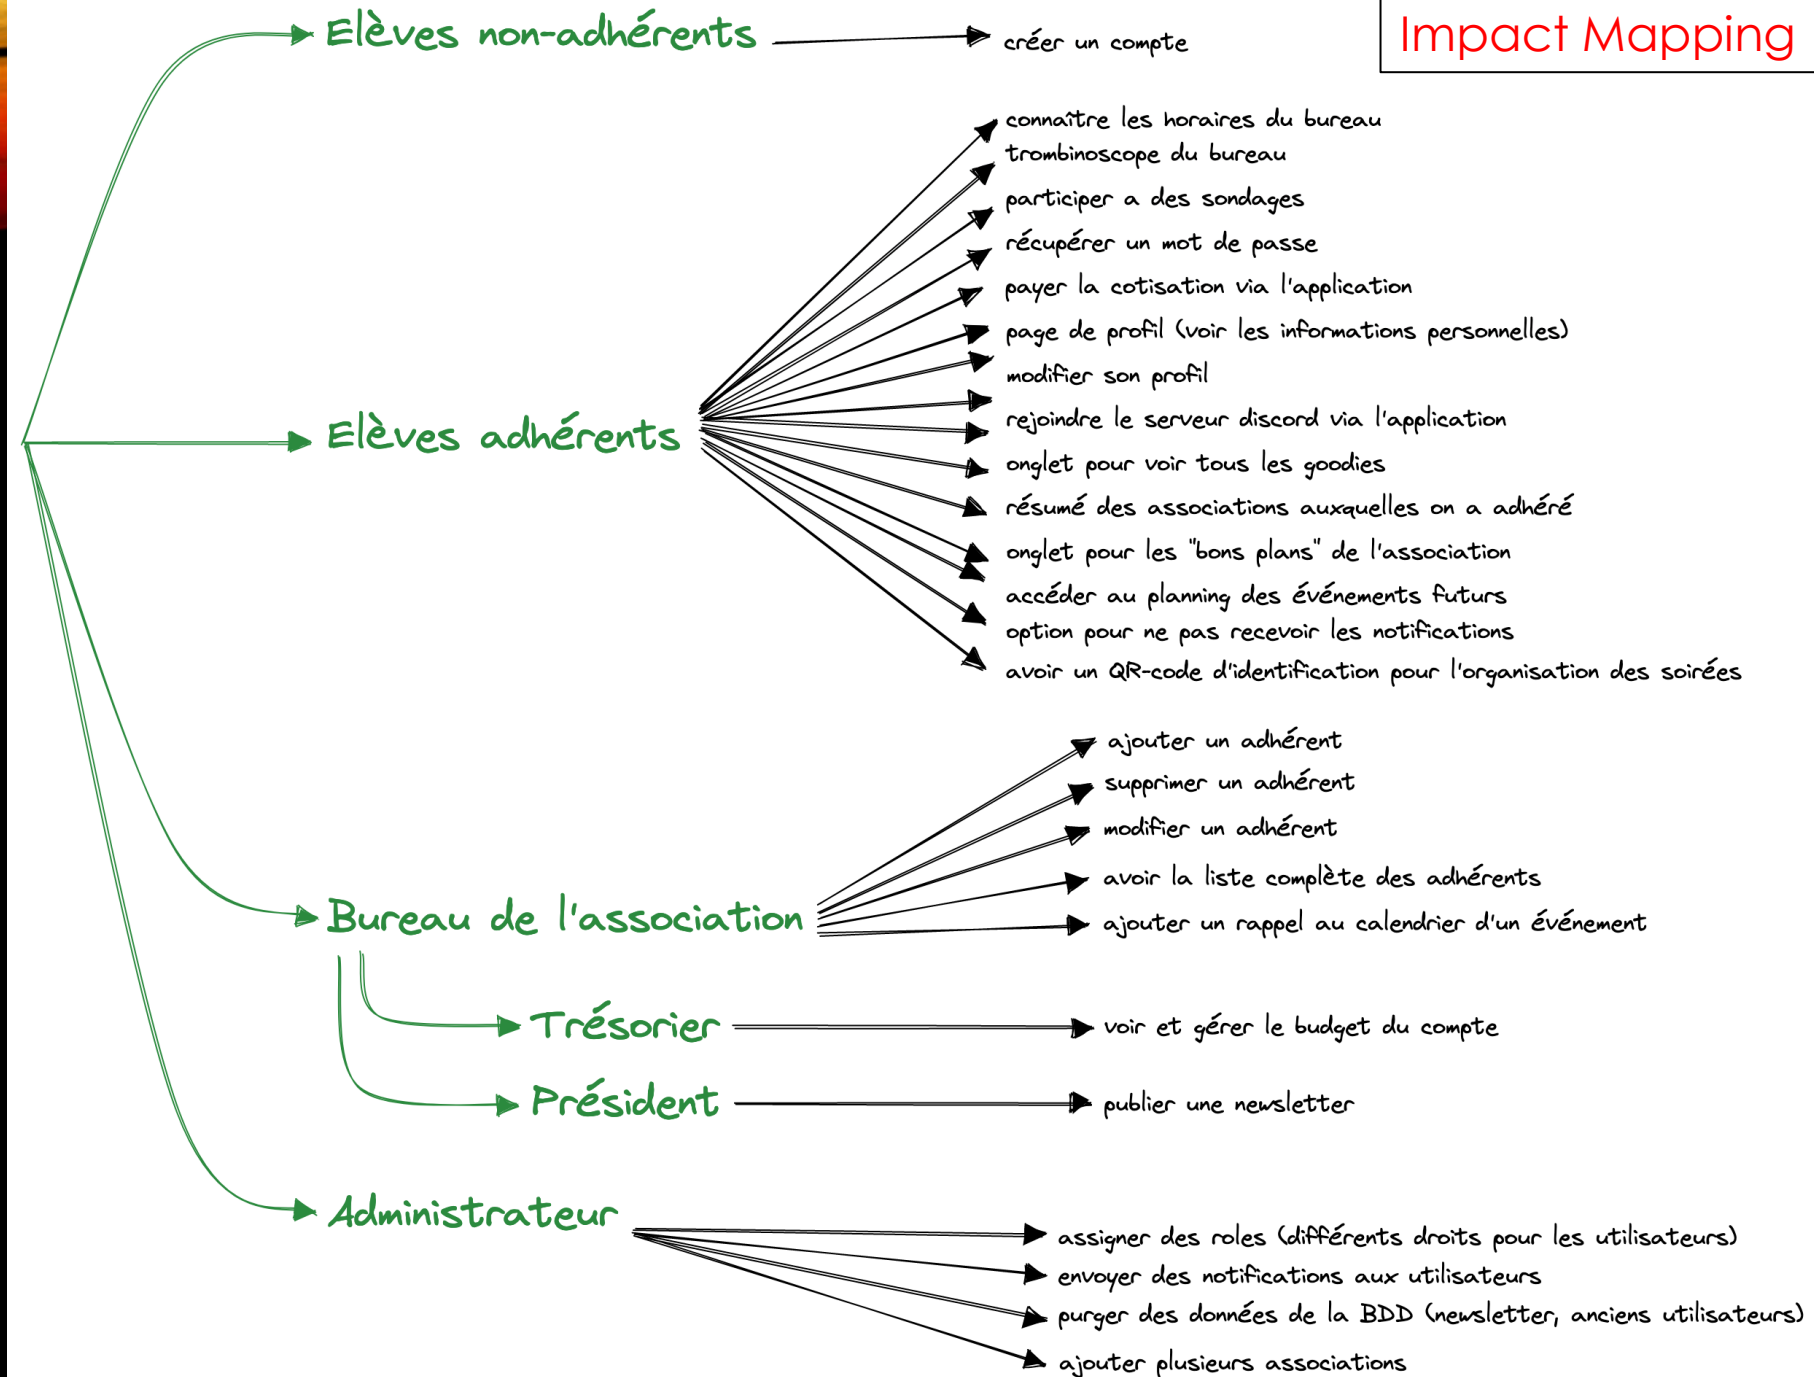 Impact Mapping
Elèves non-adhérents
créer un compte
Elèves adhérents
connaître les horaires du bureau
trombinoscope du bureau
participer a des sondages
récupérer un mot de passe
payer la cotisation via l'application
page de profil (voir les informations personnelles)
modifier son profil
rejoindre le serveur discord via l'application
onglet pour voir tous les goodies
résumé des associations auxquelles on a adhéré
onglet pour les "bons plans" de l'association
accéder au planning des événements futurs
option pour ne pas recevoir les notifications
avoir un QR-code d'identification pour l'organisation des soirées
Bureau de l'association
ajouter un adhérent
supprimer un adhérent
modifier un adhérent
avoir la liste complète des adhérents
ajouter un rappel au calendrier d'un événement
Trésorier
voir et gérer le budget du compte
Président
publier une newsletter
Administrateur
assigner des roles (différents droits pour les utilisateurs)
envoyer des notifications aux utilisateurs
purger des données de la BDD (newsletter, anciens utilisateurs)
ajouter plusieurs associations